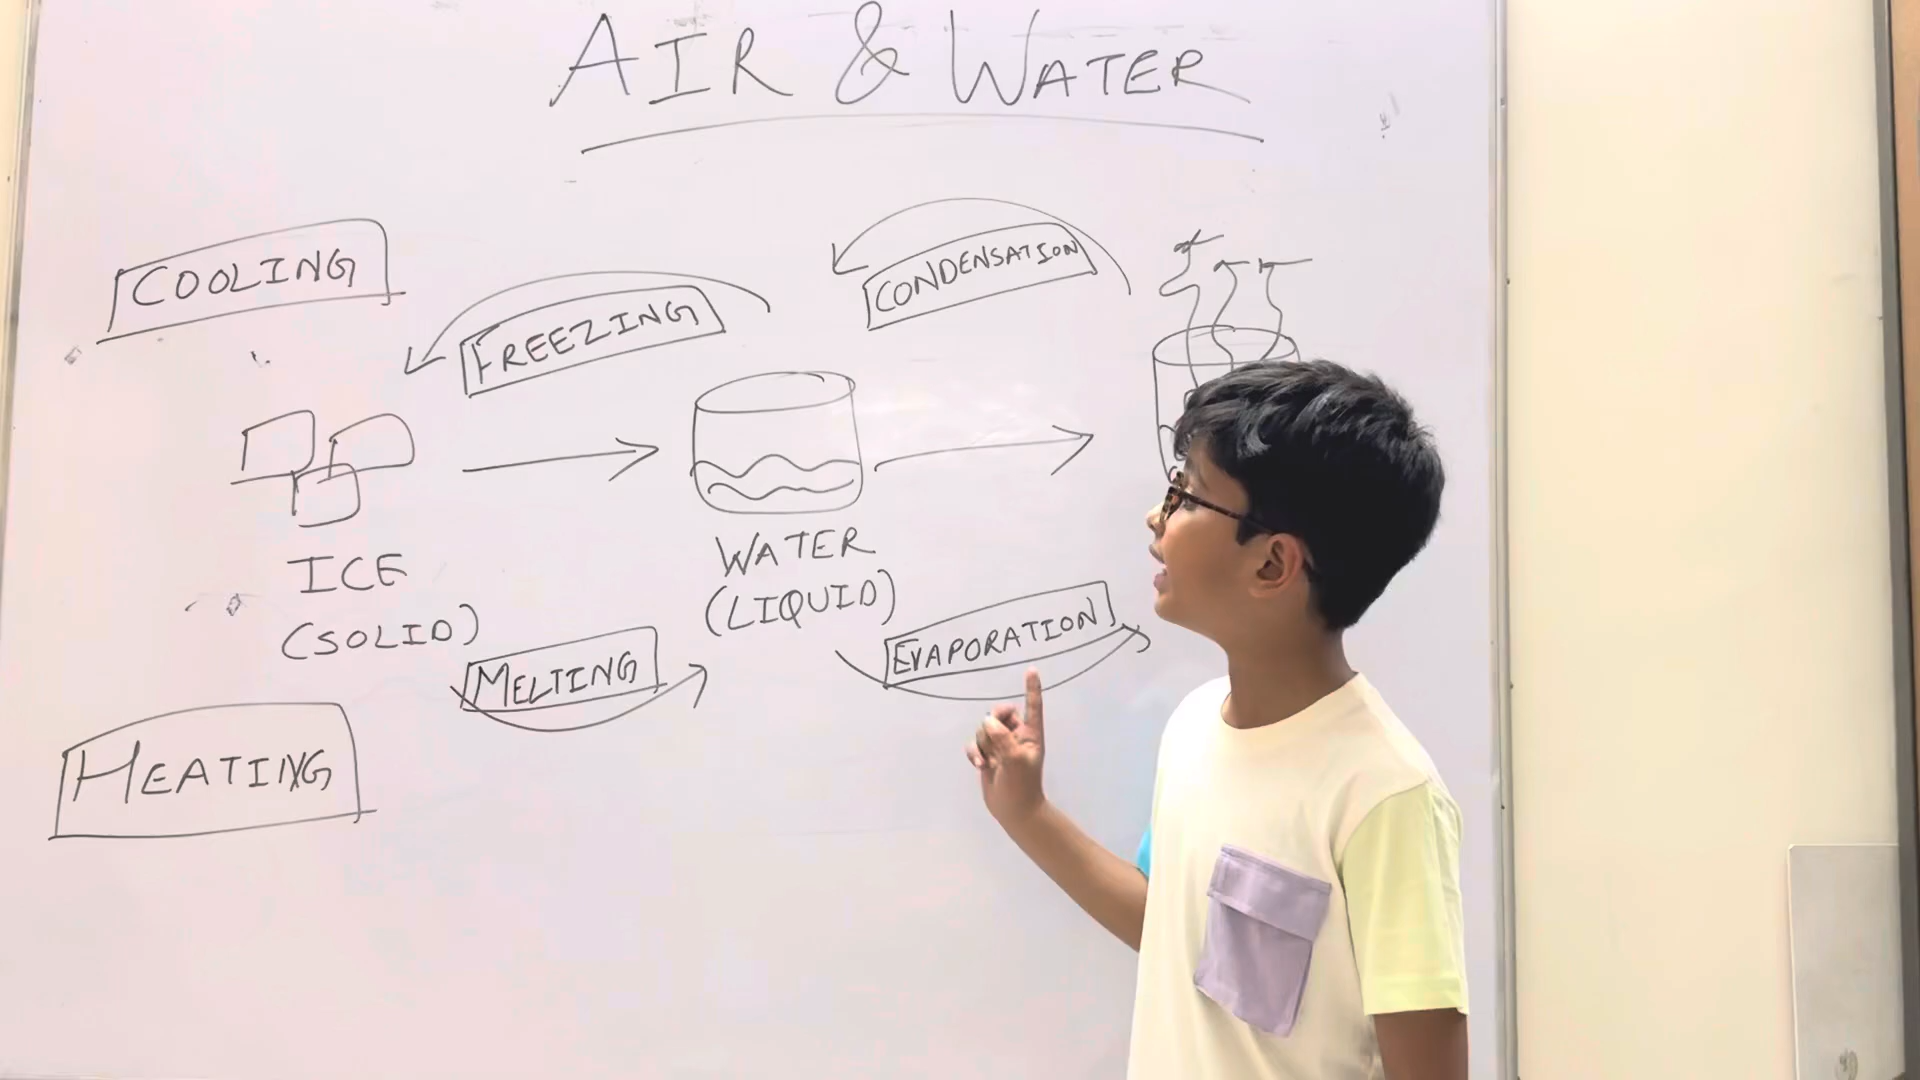 AIR & WATER
COOLING
FREEZING
CONDENSATION
ICE
(SOLID)
WATER
(LIQUID)
MELTING
EVAPORATION
HEATING